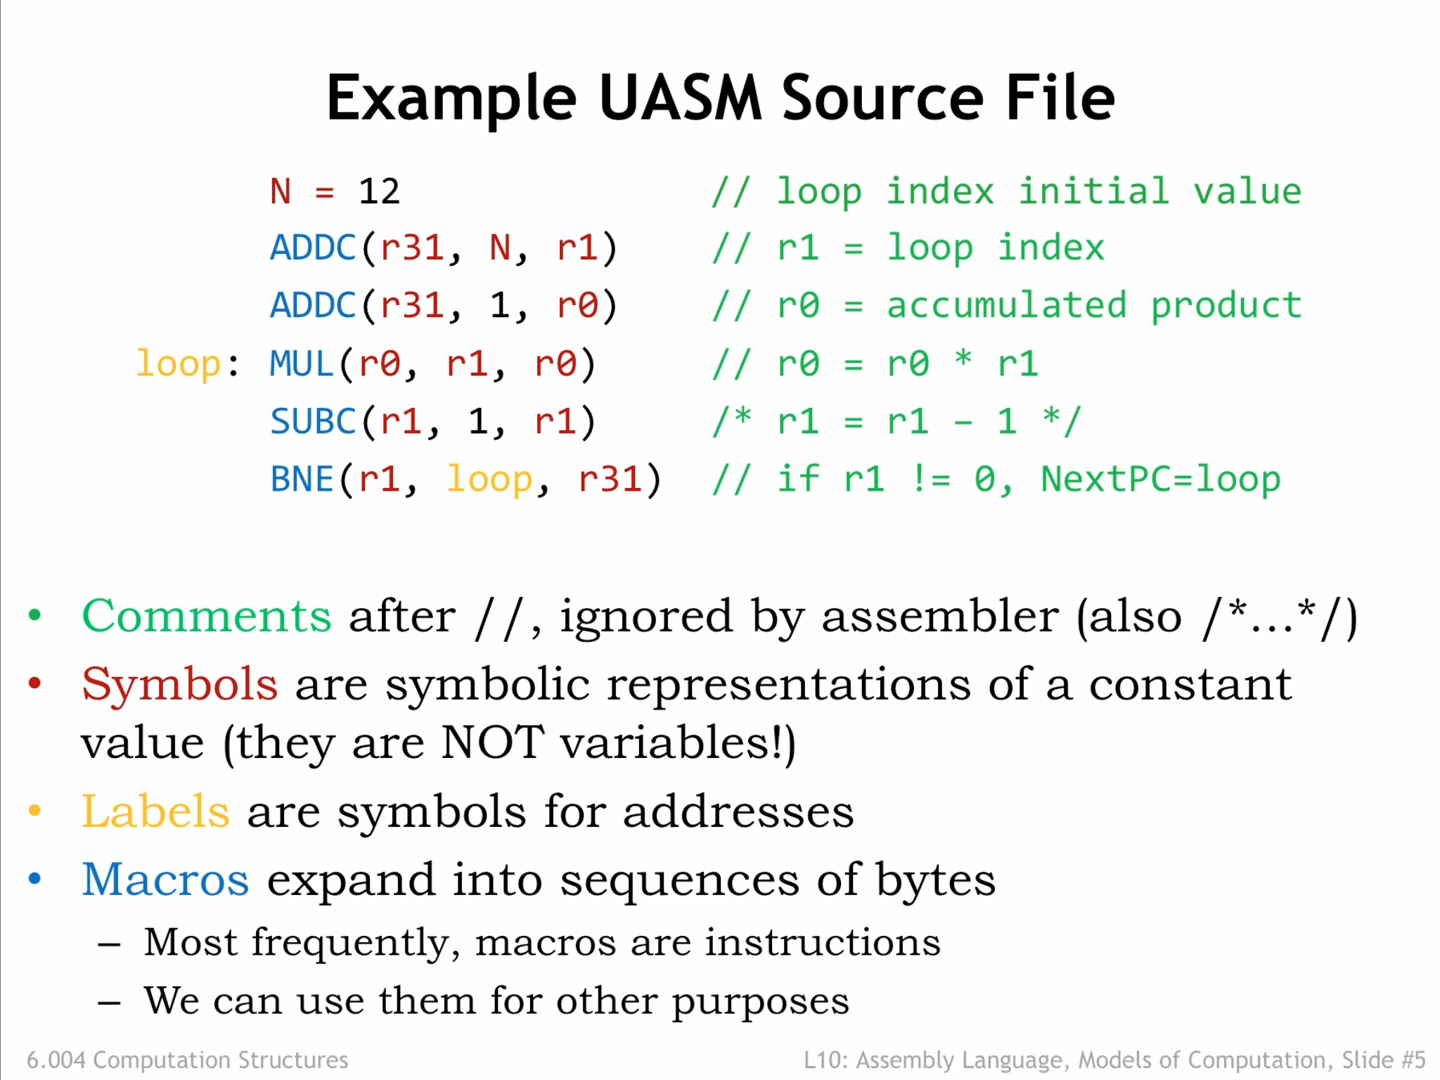 Example UASM Source File
N = 12 // loop index initial value
ADDC(r31, N, r1) // r1 = loop index
ADDC(r31, 1, r0) // r0 = accumulated product
loop: MUL(r0, r1, r0) // r0 = r0 * r1
SUBC(r1, 1, r1) /* r1 = r1 – 1 */
BNE(r1, loop, r31) // if r1 != 0, NextPC=loop
• Comments after //, ignored by assembler (also /*…*/)
• Symbols are symbolic representations of a constant
value (they are NOT variables!)
• Labels are symbols for addresses
• Macros expand into sequences of bytes
– Most frequently, macros are instructions
– We can use them for other purposes
6.004 Computation Structures L10: Assembly Language, Models of Computation, Slide #5